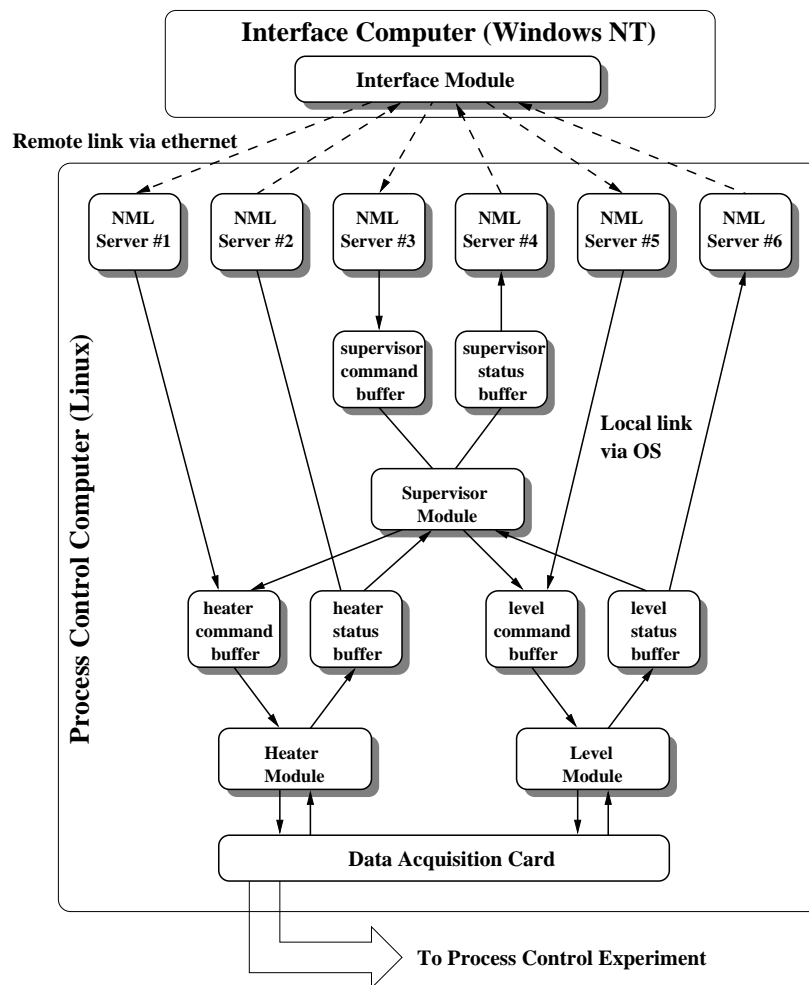 Interface Computer (Windows NT)
Interface Module
Remote link via ethernet
NML
Server #1
NML
Server #2
NML
Server #3
NML
Server #4
NML
Server #5
NML
Server #6
supervisor
command
buffer
supervisor
status
buffer
Local link
via OS
Process Control Computer (Linux)
Supervisor
Module
heater
command
buffer
heater
status
buffer
level
command
buffer
level
status
buffer
Heater
Module
Level
Module
Data Acquisition Card
To Process Control Experiment